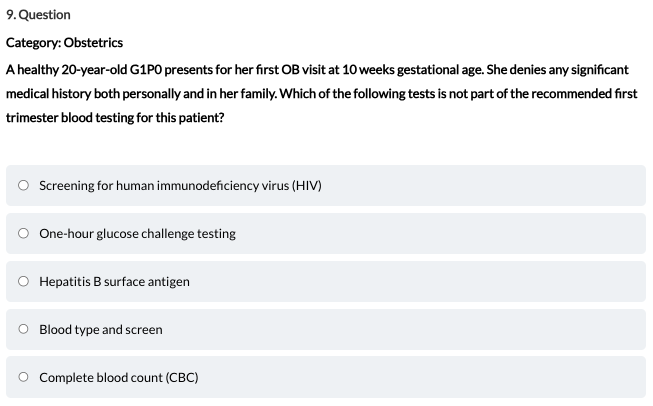 9. Question
Category: Obstetrics
A healthy 20-year-old G1P0 presents for her first OB visit at 10 weeks gestational age. She denies any significant
medical history both personally and in her family. Which of the following tests is not part of the recommended first
trimester blood testing for this patient?
Screening for human immunodeficiency virus (HIV)
One-hour glucose challenge testing
Hepatitis B surface antigen
Blood type and screen
Complete blood count (CBC)